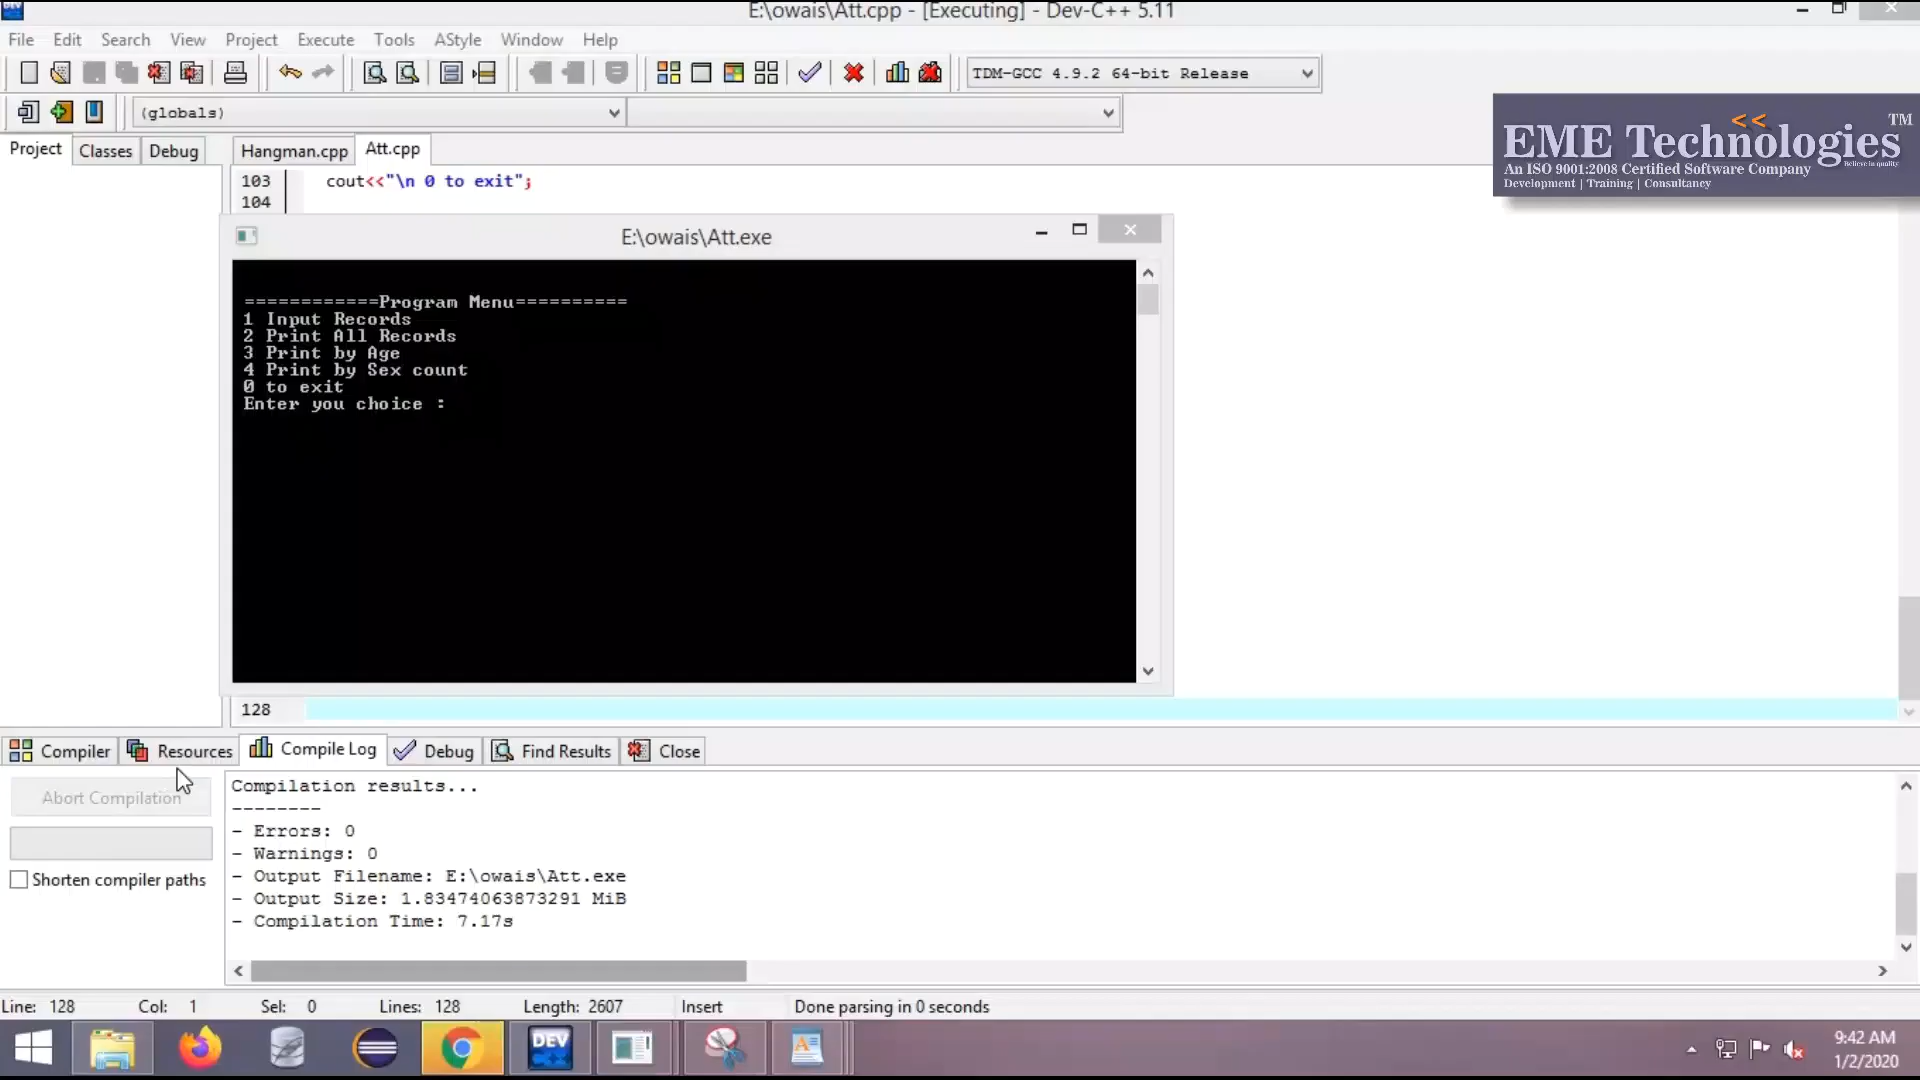 E:\owais\Att.cpp - [Executing] - Dev-C++ 5.11
File Edit Search View Project Execute Tools AStyle Window Help
TDM-GCC 4.9.2 64-bit Release
(globals)
<<
EME Technologies TM
Believe in quality
An ISO 9001:2008 Certified Software Company
Development | Training | Consultancy
Project Classes Debug Hangman.cpp Att.cpp
103 cout<<"\n 0 to exit";
104
E:\owais\Att.exe
============Program Menu==========
1 Input Records
2 Print All Records
3 Print by Age
4 Print by Sex count
0 to exit
Enter you choice :
128
Compiler Resources Compile Log Debug Find Results Close
Abort Compilation
Shorten compiler paths
Compilation results...
--------
- Errors: 0
- Warnings: 0
- Output Filename: E:\owais\Att.exe
- Output Size: 1.83474063873291 MiB
- Compilation Time: 7.17s
Line: 128 Col: 1 Sel: 0 Lines: 128 Length: 2607 Insert Done parsing in 0 seconds
DEV
C++
9:42 AM
1/2/2020